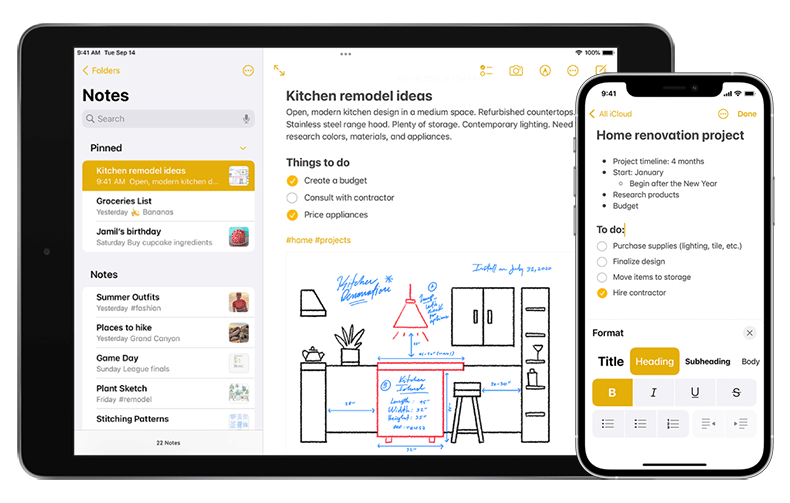 9:41 AM Tue Sep 14
100%
Folders
Notes
Search
Pinned
Kitchen remodel ideas
9:41 AM Open, modern kitchen d...
Groceries List
Yesterday 🍌 Bananas
Jamil's birthday
Saturday Buy cupcake ingredients
Notes
Summer Outfits
Yesterday #fashion
Places to hike
Yesterday Grand Canyon
Game Day
Sunday League finals
Plant Sketch
Friday #remodel
Stitching Patterns
22 Notes
Kitchen remodel ideas
Open, modern kitchen design in a medium space. Refurbished countertops.
Stainless steel range hood. Plenty of storage. Contemporary lighting. Need
research colors, materials, and appliances.
Things to do
Create a budget
Consult with contractor
Price appliances
#home #projects
Kitchen
Renovation
Install on July 31, 2020
Kitchen
Island
Length: 45"
Width: 32"
Height: 35"
28"
9:41
All iCloud
Done
Home renovation project
• Project timeline: 4 months
• Start: January
○ Begin after the New Year
• Research products
• Budget
To do:
Purchase supplies (lighting, tile, etc.)
Finalize design
Move items to storage
Hire contractor
Format
Title Heading Subheading Body
B I U S